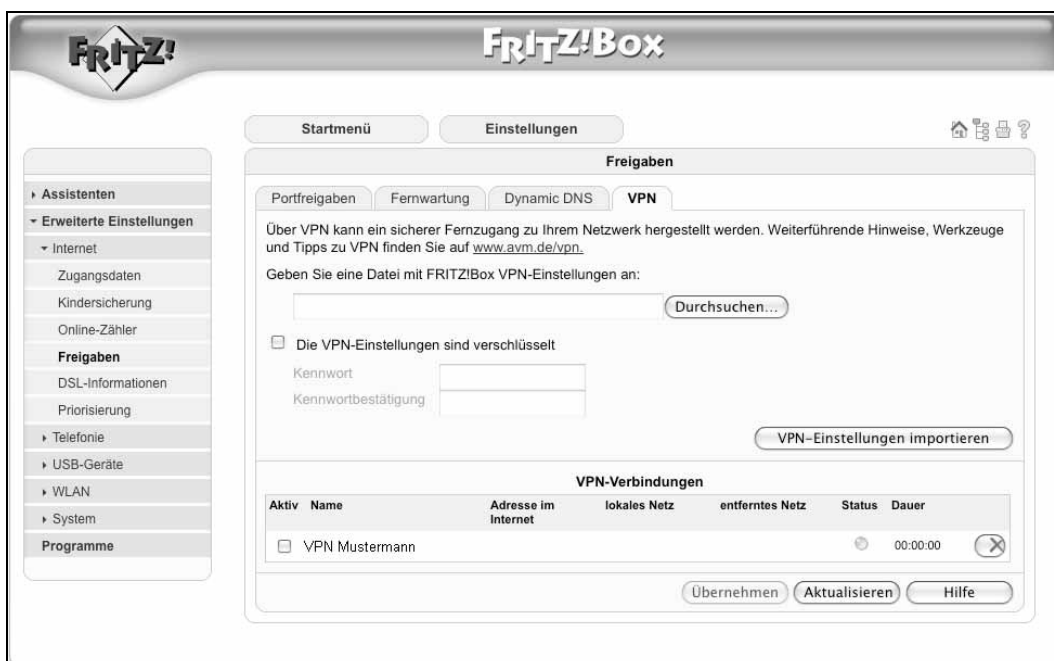 FRITZ!
FRITZ!Box
Startmenü
Einstellungen
Assistenten
Erweiterte Einstellungen
Internet
Zugangsdaten
Kindersicherung
Online-Zähler
Freigaben
DSL-Informationen
Priorisierung
Telefonie
USB-Geräte
WLAN
System
Programme
Freigaben
Portfreigaben
Fernwartung
Dynamic DNS
VPN
Über VPN kann ein sicherer Fernzugang zu Ihrem Netzwerk hergestellt werden. Weiterführende Hinweise, Werkzeuge
und Tipps zu VPN finden Sie auf www.avm.de/vpn.
Geben Sie eine Datei mit FRITZ!Box VPN-Einstellungen an:
Durchsuchen...
Die VPN-Einstellungen sind verschlüsselt
Kennwort
Kennwortbestätigung
VPN-Einstellungen importieren
VPN-Verbindungen
Aktiv Name Adresse im Internet lokales Netz entferntes Netz Status Dauer
VPN Mustermann 00:00:00
Übernehmen Aktualisieren Hilfe